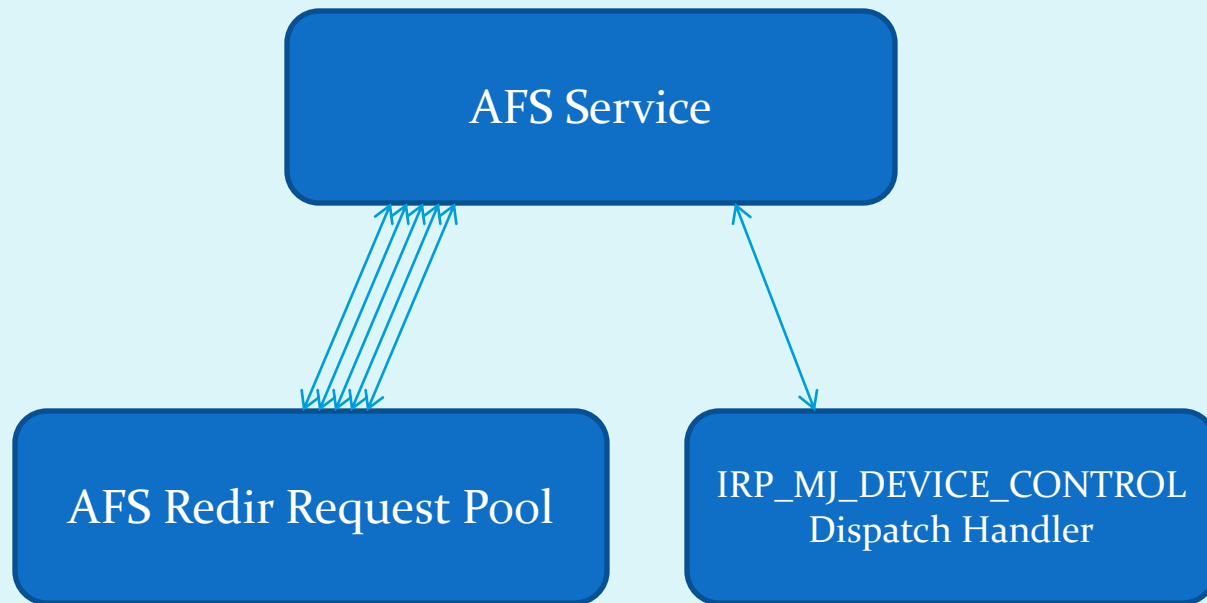 AFS Service
AFS Redir Request Pool
IRP_MJ_DEVICE_CONTROL
Dispatch Handler